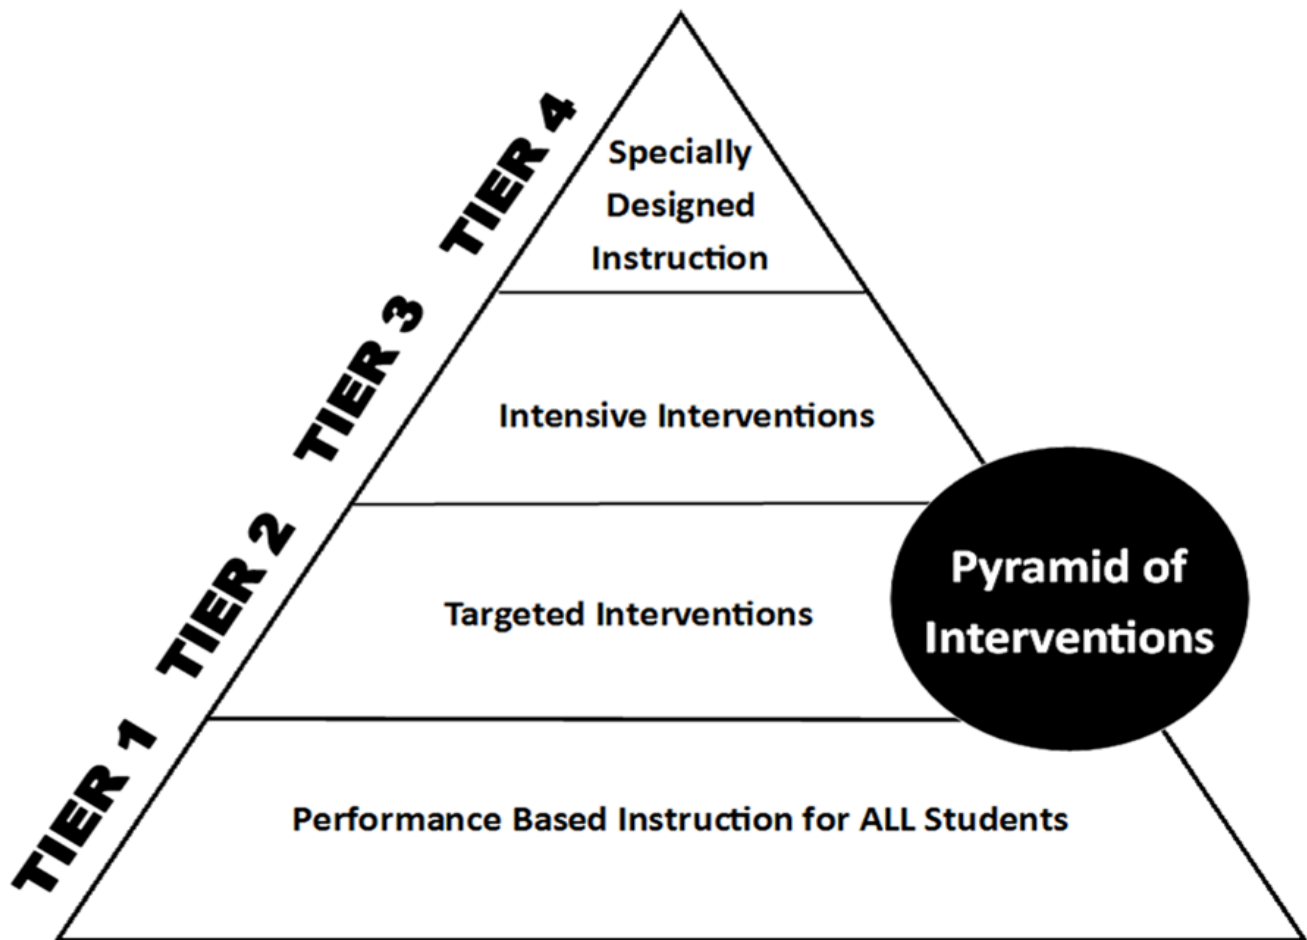 TIER 4
Specially
Designed
Instruction
TIER 3
Intensive Interventions
TIER 2
Targeted Interventions
Pyramid of
Interventions
TIER 1
Performance Based Instruction for ALL Students